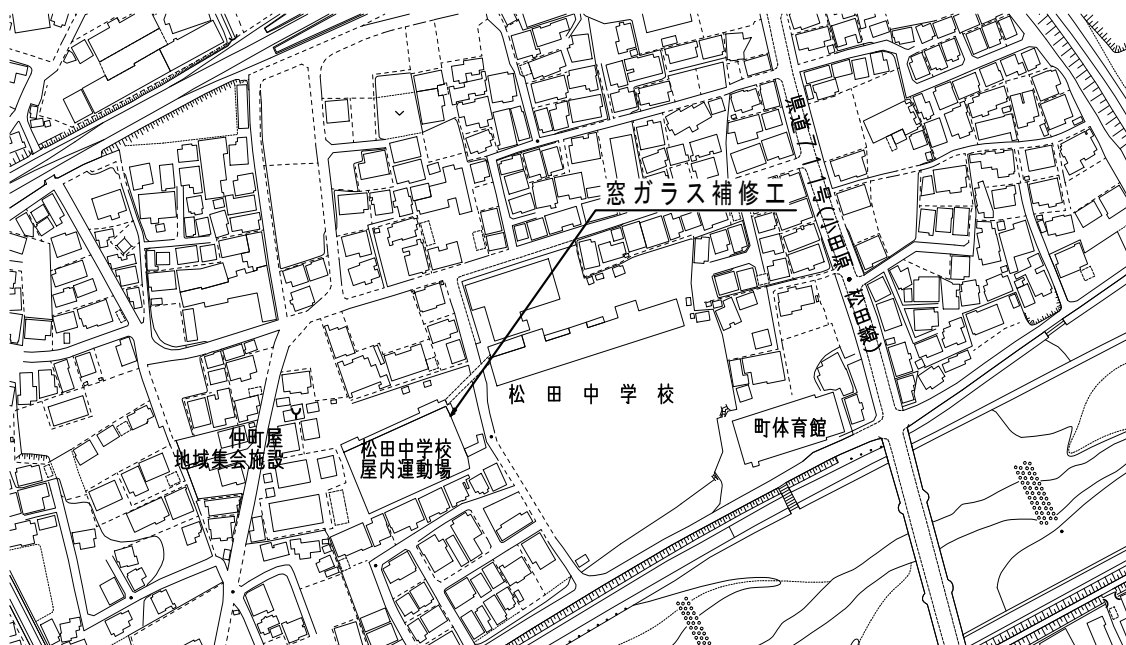 窓ガラス補修工
県道711号(小田原・松田線)
松田中学校
町体育館
仲町屋
地域集会施設
松田中学校
屋内運動場